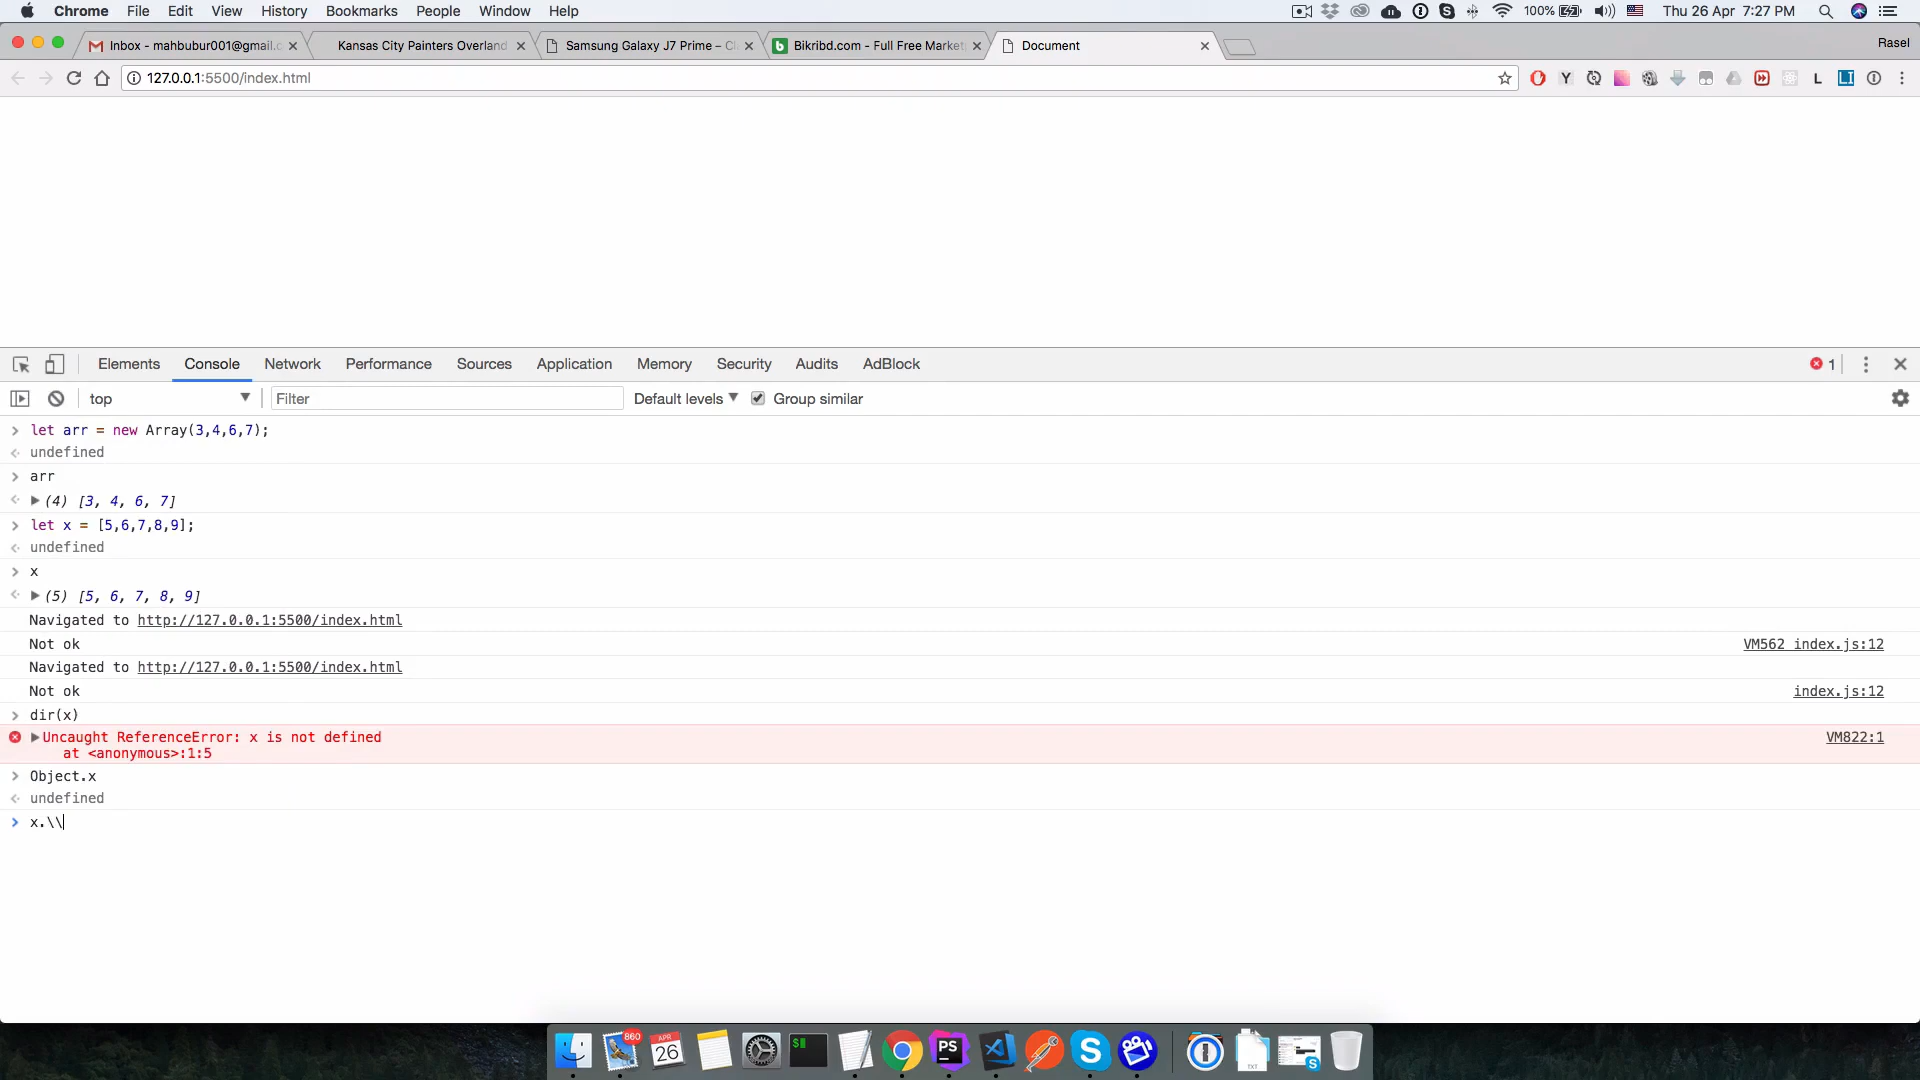 Chrome File Edit View History Bookmarks People Window Help 100% Thu 26 Apr 7:27 PM
Inbox - mahbubur001@gmail.c Kansas City Painters Overland Samsung Galaxy J7 Prime – Cl Bikribd.com - Full Free Market Document Rasel
127.0.0.1:5500/index.html
Elements Console Network Performance Sources Application Memory Security Audits AdBlock 1
top Filter Default levels Group similar
let arr = new Array(3,4,6,7);
undefined
arr
(4) [3, 4, 6, 7]
let x = [5,6,7,8,9];
undefined
x
(5) [5, 6, 7, 8, 9]
Navigated to http://127.0.0.1:5500/index.html
Not ok VM562 index.js:12
Navigated to http://127.0.0.1:5500/index.html
Not ok index.js:12
dir(x)
Uncaught ReferenceError: x is not defined VM822:1
at <anonymous>:1:5
Object.x
undefined
x.\\
860 APR 26 PS TXT